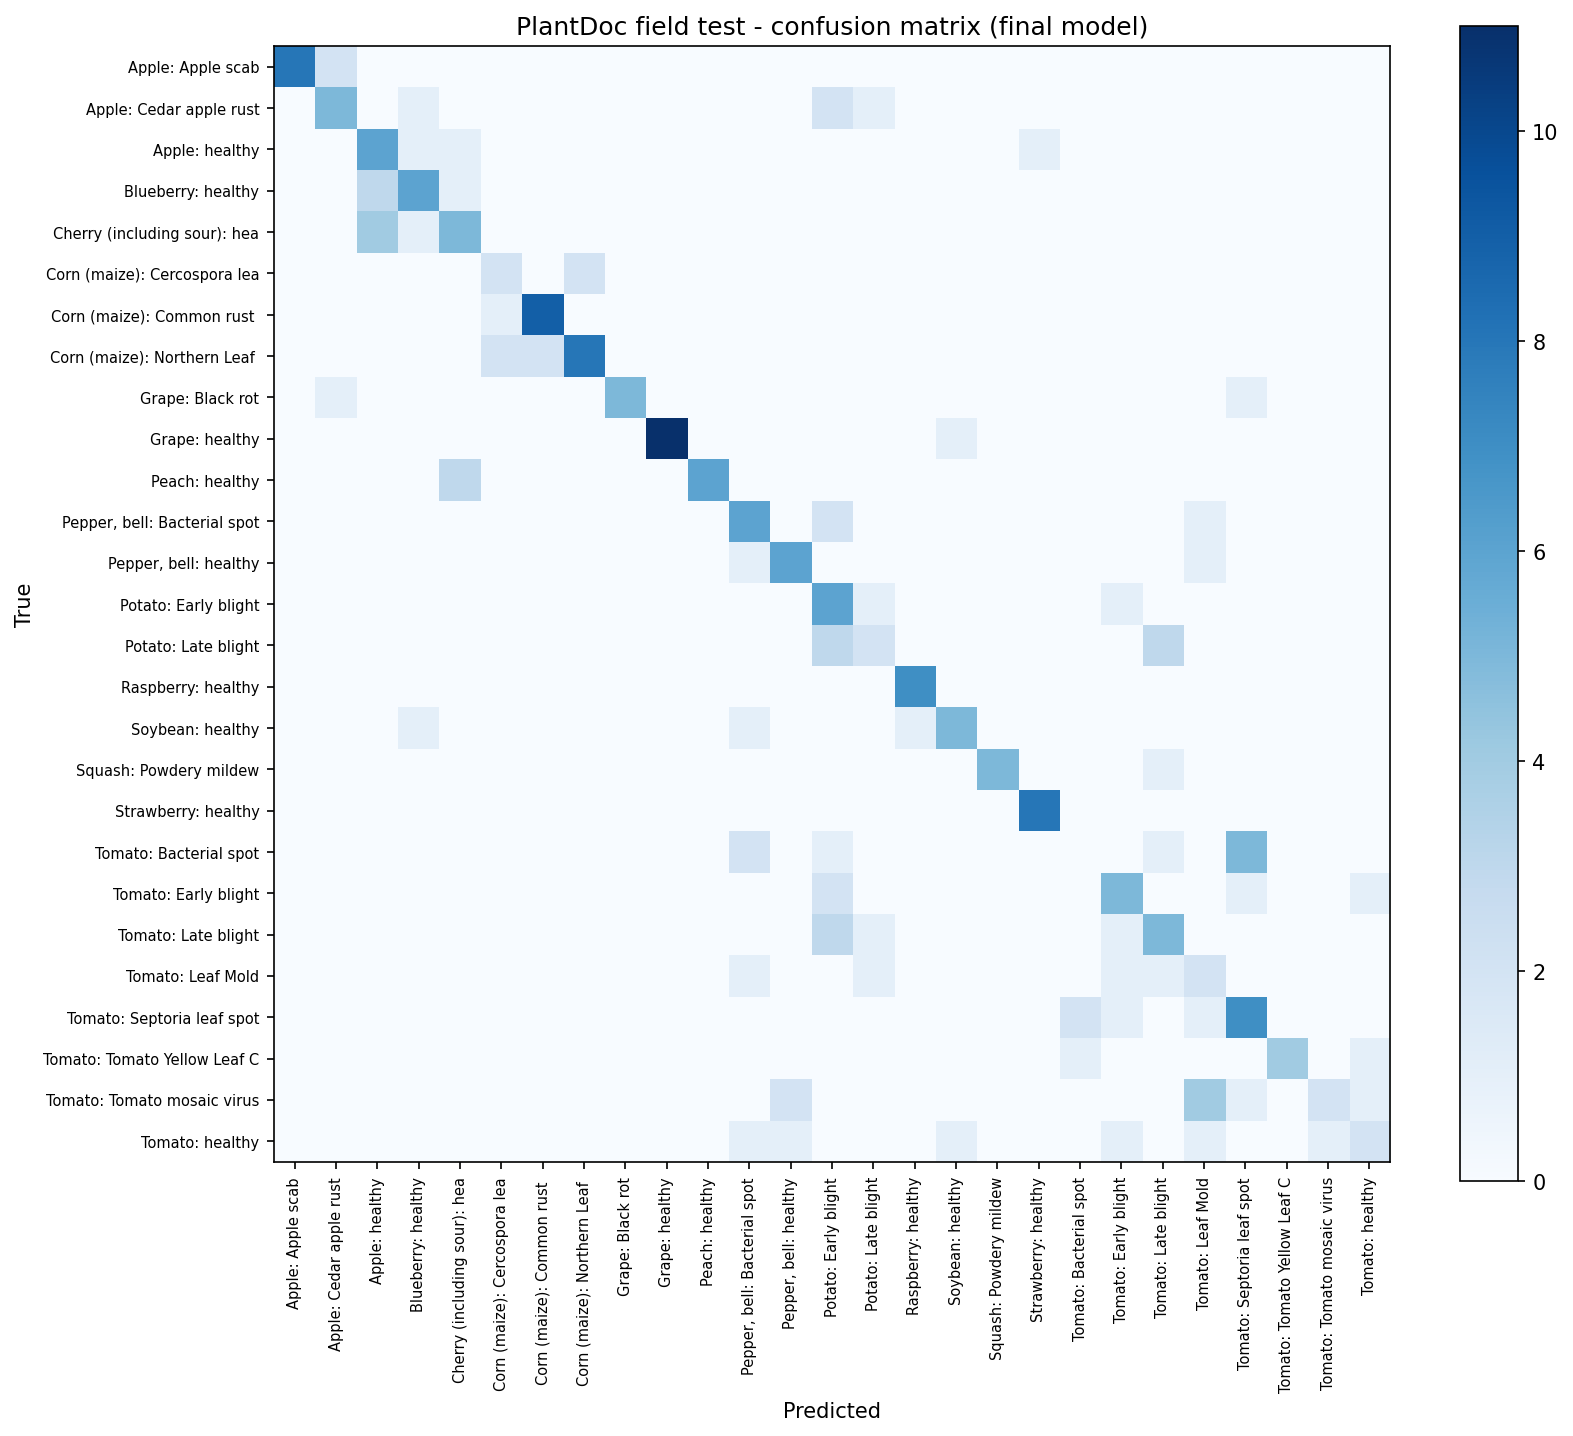 PlantDoc field test - confusion matrix (final model)
True
Apple: Apple scab
Apple: Cedar apple rust
Apple: healthy
Blueberry: healthy
Cherry (including sour): hea
Corn (maize): Cercospora lea
Corn (maize): Common rust
Corn (maize): Northern Leaf
Grape: Black rot
Grape: healthy
Peach: healthy
Pepper, bell: Bacterial spot
Pepper, bell: healthy
Potato: Early blight
Potato: Late blight
Raspberry: healthy
Soybean: healthy
Squash: Powdery mildew
Strawberry: healthy
Tomato: Bacterial spot
Tomato: Early blight
Tomato: Late blight
Tomato: Leaf Mold
Tomato: Septoria leaf spot
Tomato: Tomato Yellow Leaf C
Tomato: Tomato mosaic virus
Tomato: healthy
Apple: Apple scab
Apple: Cedar apple rust
Apple: healthy
Blueberry: healthy
Cherry (including sour): hea
Corn (maize): Cercospora lea
Corn (maize): Common rust
Corn (maize): Northern Leaf
Grape: Black rot
Grape: healthy
Peach: healthy
Pepper, bell: Bacterial spot
Pepper, bell: healthy
Potato: Early blight
Potato: Late blight
Raspberry: healthy
Soybean: healthy
Squash: Powdery mildew
Strawberry: healthy
Tomato: Bacterial spot
Tomato: Early blight
Tomato: Late blight
Tomato: Leaf Mold
Tomato: Septoria leaf spot
Tomato: Tomato Yellow Leaf C
Tomato: Tomato mosaic virus
Tomato: healthy
Predicted
10
8
6
4
2
0